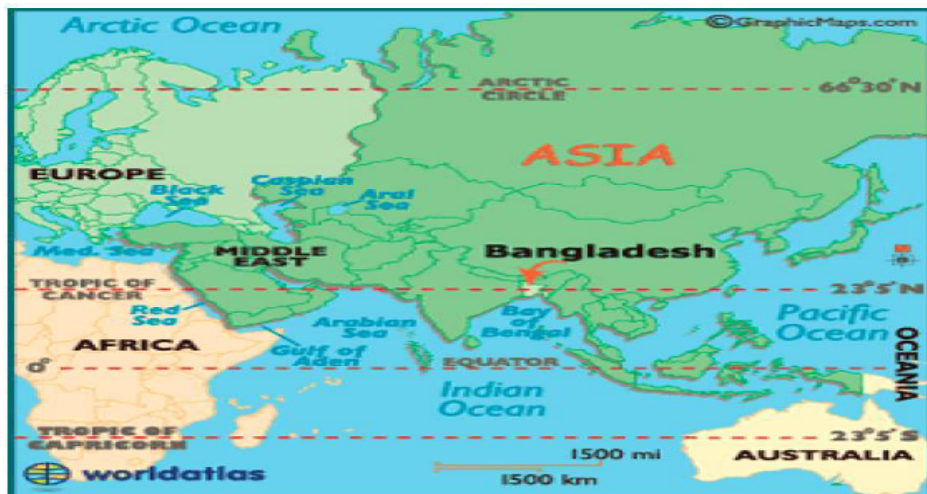 ©GraphicMaps.com
Arctic Ocean
ARCTIC
CIRCLE
66°30'N
ASIA
EUROPE
Black
Sea
Caspian
Sea
Aral
Sea
Med. Sea
MIDDLE
EAST
Bangladesh
TROPIC OF
CANCER
23°5'N
Red
Sea
Arabian
Sea
Bay
of
Bengal
Pacific
Ocean
AFRICA
Gulf of
Aden
EQUATOR
0°
OCEANIA
Indian
Ocean
TROPIC OF
CAPRICORN
23°5'S
AUSTRALIA
1500 mi
1500 km
worldatlas